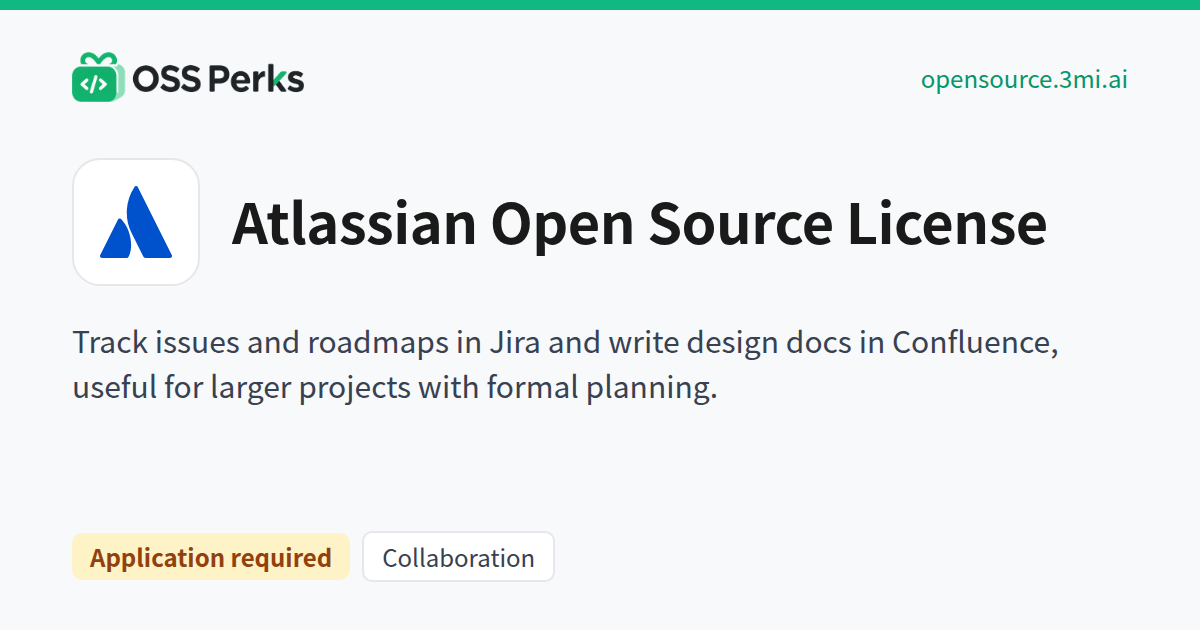 </> OSS Perks
opensource.3mi.ai
Atlassian Open Source License
Track issues and roadmaps in Jira and write design docs in Confluence,
useful for larger projects with formal planning.
Application required
Collaboration